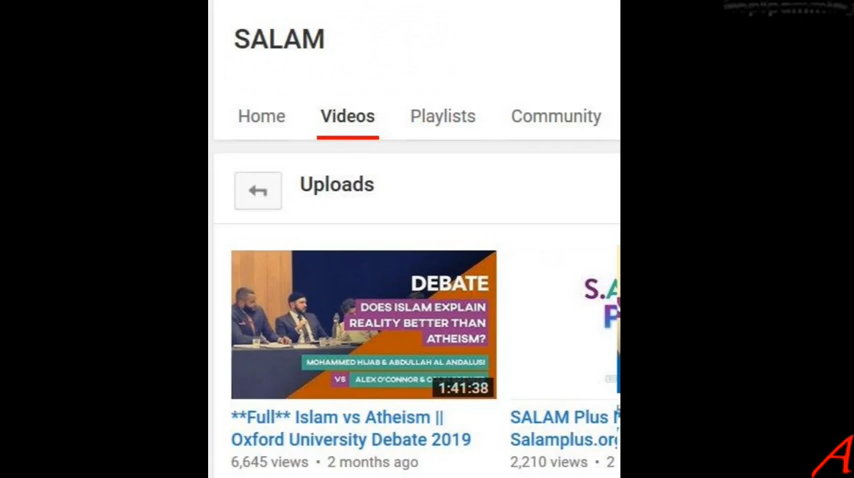 SALAM
Home Videos Playlists Community
Uploads
DEBATE
DOES ISLAM EXPLAIN
REALITY BETTER THAN
ATHEISM?
MOHAMMED HIJAB & ABDULLAH AL ANDALUSI
VS ALEX O'CONNOR &
1:41:38
**Full** Islam vs Atheism ||
Oxford University Debate 2019
6,645 views • 2 months ago
S.A
P
SALAM Plus
Salamplus.org
2,210 views • 2
A